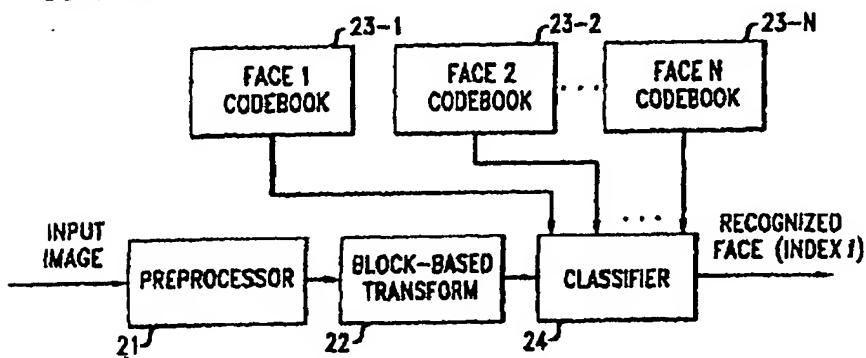 23-1
23-2
23-N
FACE 1
CODEBOOK
FACE 2
CODEBOOK
...
FACE N
CODEBOOK
INPUT
IMAGE
PREPROCESSOR
21
BLOCK-BASED
TRANSFORM
22
...
CLASSIFIER
24
RECOGNIZED
FACE (INDEX i)